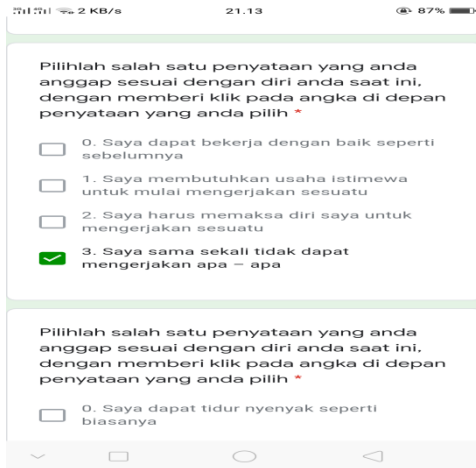 2 KB/s 21.13 87%
Pilihlah salah satu penyataan yang anda
anggap sesuai dengan diri anda saat ini,
dengan memberi klik pada angka di depan
penyataan yang anda pilih *
0. Saya dapat bekerja dengan baik seperti
sebelumnya
1. Saya membutuhkan usaha istimewa
untuk mulai mengerjakan sesuatu
2. Saya harus memaksa diri saya untuk
mengerjakan sesuatu
3. Saya sama sekali tidak dapat
mengerjakan apa – apa
Pilihlah salah satu penyataan yang anda
anggap sesuai dengan diri anda saat ini,
dengan memberi klik pada angka di depan
penyataan yang anda pilih *
0. Saya dapat tidur nyenyak seperti
biasanya